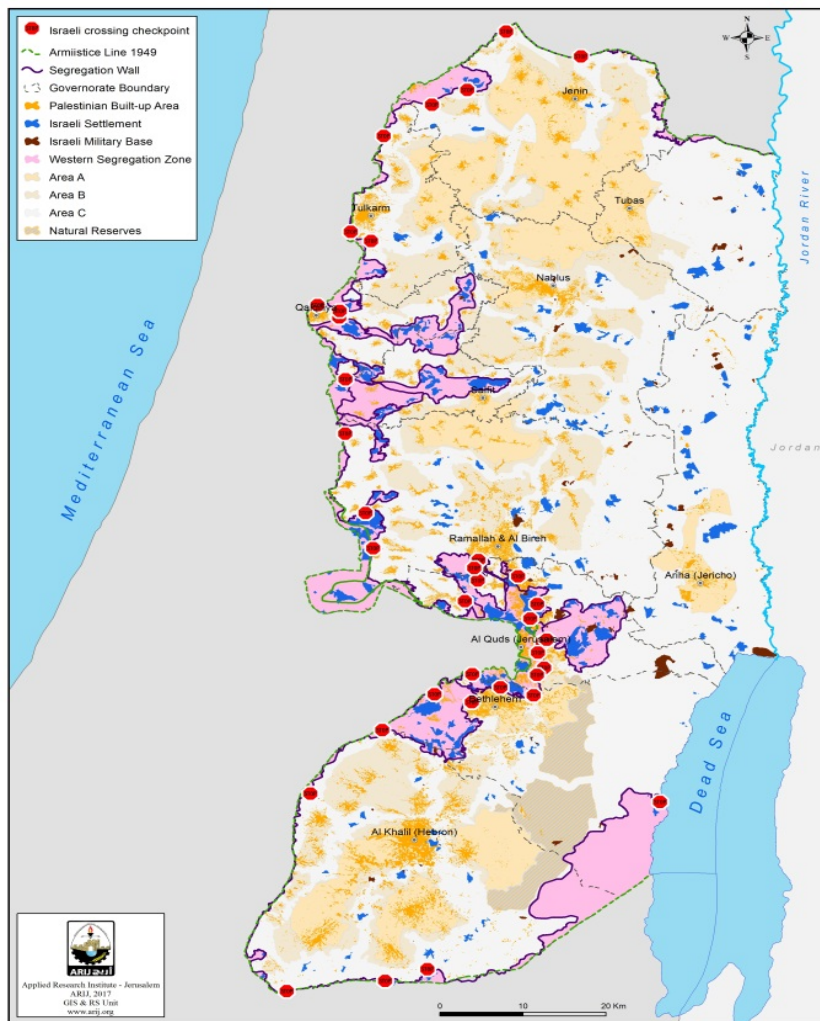 Israeli crossing checkpoint
Armiistice Line 1949
Segregation Wall
Governorate Boundary
Palestinian Built-up Area
Israeli Settlement
Israeli Military Base
Western Segregation Zone
Area A
Area B
Area C
Natural Reserves
N
W E
S
Jenin
Tubas
Tulkarm
Nablus
Salfit
Jordan River
Jordan
Mediterranean Sea
Ramallah & Al Bireh
Ariha (Jericho)
Al Quds (Jerusalem)
Bethlehem
Dead Sea
Al Khalil (Hebron)
ARIJ أريج
Applied Research Institute - Jerusalem
ARIJ, 2017
GIS & RS Unit
www.arij.org
0 10 20 Km